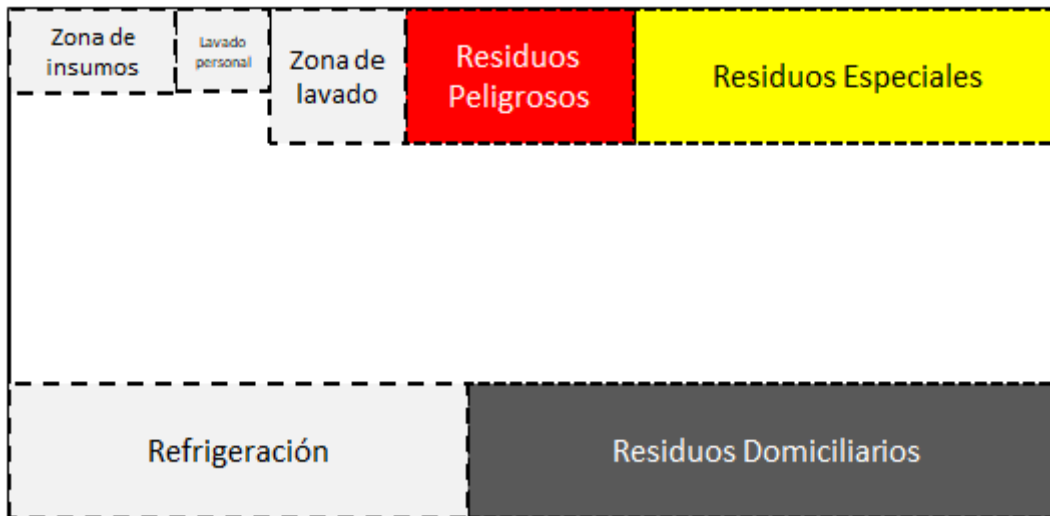 Zona de
insumos
Lavado
personal
Zona de
lavado
Residuos
Peligrosos
Residuos Especiales
Refrigeración
Residuos Domiciliarios